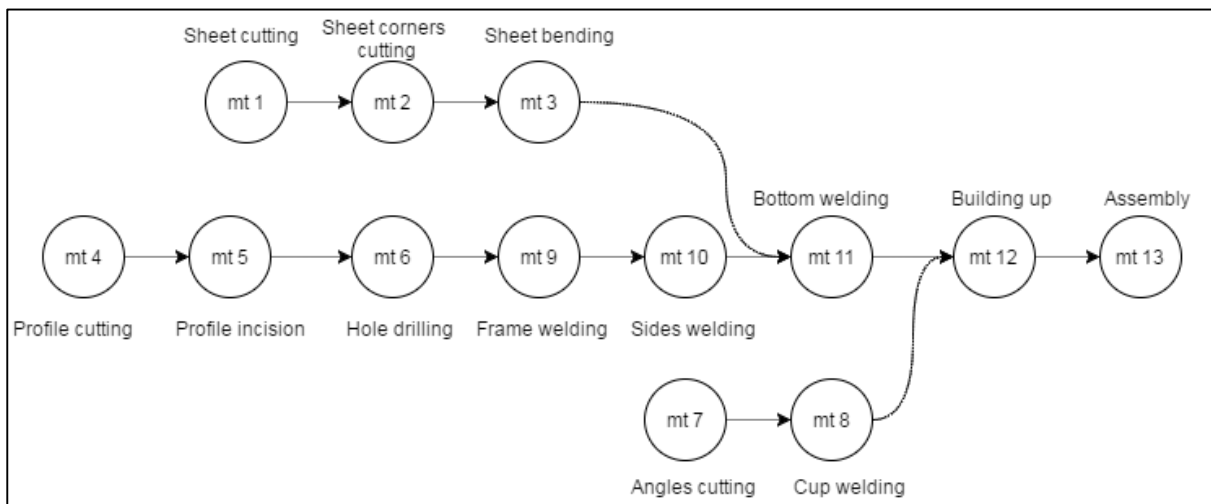 Sheet cutting
Sheet corners
cutting
Sheet bending
mt 1
mt 2
mt 3
Bottom welding
Building up
Assembly
mt 4
mt 5
mt 6
mt 9
mt 10
mt 11
mt 12
mt 13
Profile cutting
Profile incision
Hole drilling
Frame welding
Sides welding
mt 7
mt 8
Angles cutting
Cup welding